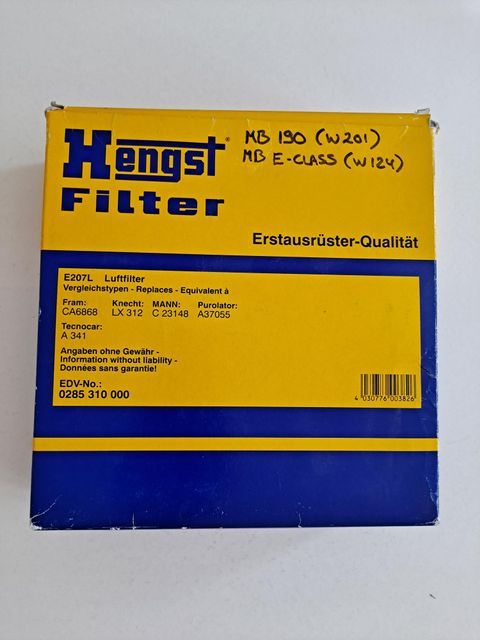 Hengst®
Filter
MB 190 (W201)
MB E-CLASS (W124)
Erstausrüster-Qualität
E207L Luftfilter
Vergleichstypen - Replaces - Equivalent à
Fram: Knecht: MANN: Purolator:
CA6868 LX 312 C 23148 A37055
Tecnocar:
A 341
Angaben ohne Gewähr -
Information without liability -
Données sans garantie!
EDV-No.:
0285 310 000
4 030776 003826